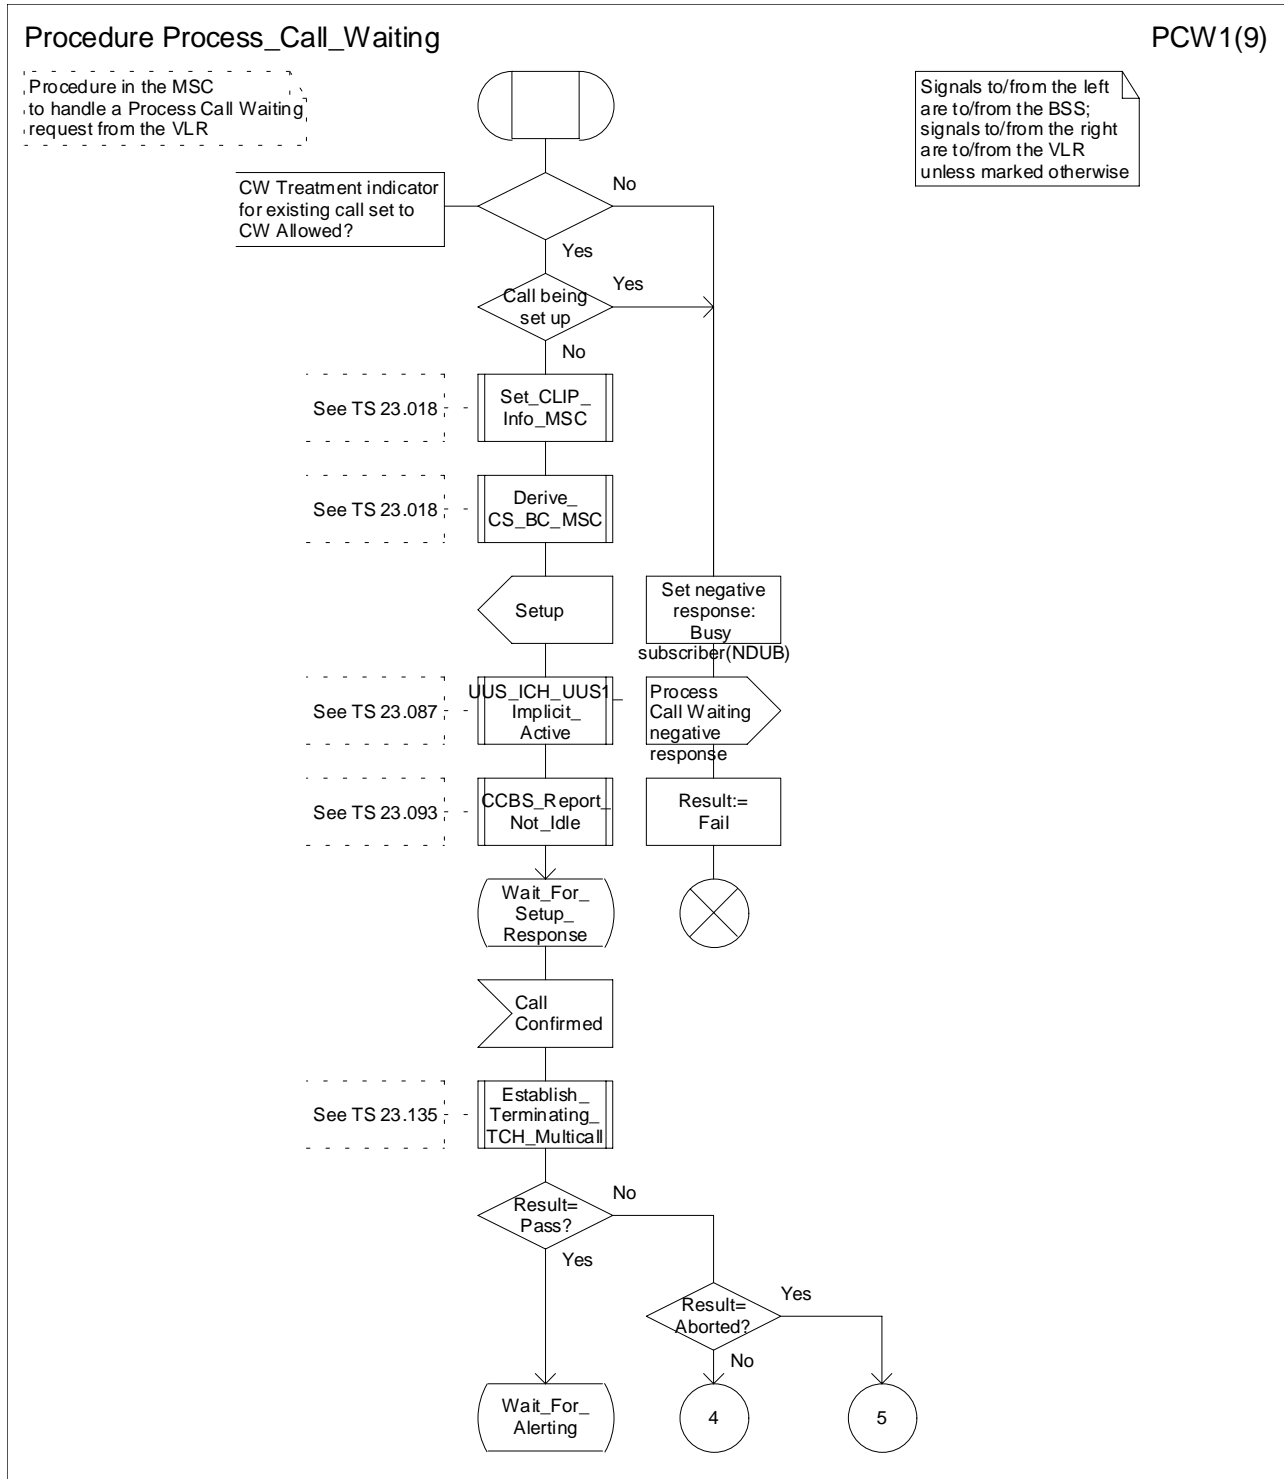 Procedure Process_Call_Waiting
PCW1(9)
Procedure in the MSC
to handle a Process Call Waiting
request from the VLR
Signals to/from the left
are to/from the BSS;
signals to/from the right
are to/from the VLR
unless marked otherwise
CW Treatment indicator
for existing call set to
CW Allowed?
No
Yes
Call being
set up
Yes
No
See TS 23.018
Set_CLIP_
Info_MSC
See TS 23.018
Derive_
CS_BC_MSC
Setup
Set negative
response:
Busy
subscriber(NDUB)
See TS 23.087
UUS_ICH_UUS1_
Implicit_
Active
Process
Call Waiting
negative
response
See TS 23.093
CCBS_Report_
Not_Idle
Result:=
Fail
Wait_For_
Setup_
Response
Call
Confirmed
See TS 23.135
Establish_
Terminating_
TCH_Multicall
Result=
Pass?
No
Yes
Result=
Aborted?
Yes
No
Wait_For_
Alerting
4
5